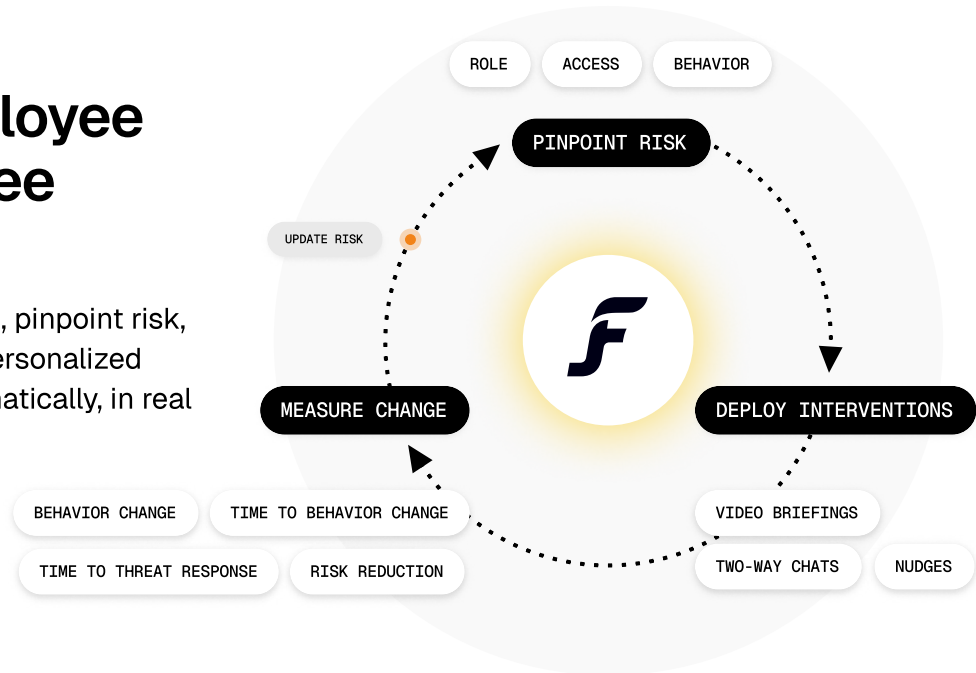 loyee
ee
, pinpoint risk,
ersonalized
atically, in real
ROLE
ACCESS
BEHAVIOR
PINPOINT RISK
UPDATE RISK
MEASURE CHANGE
DEPLOY INTERVENTIONS
BEHAVIOR CHANGE
TIME TO BEHAVIOR CHANGE
TIME TO THREAT RESPONSE
RISK REDUCTION
VIDEO BRIEFINGS
TWO-WAY CHATS
NUDGES